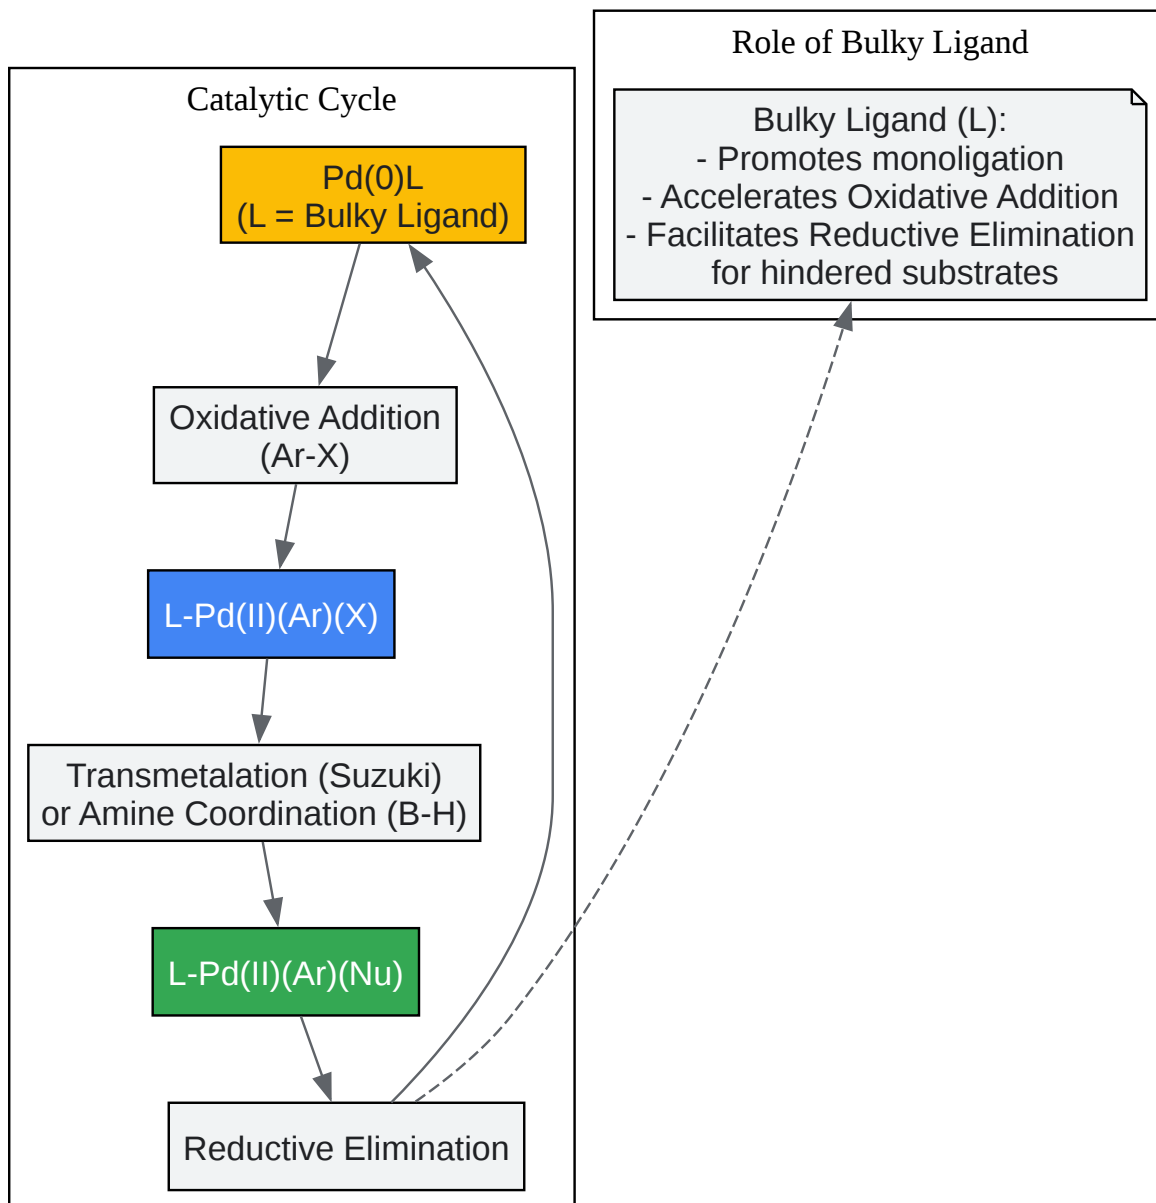 Catalytic Cycle
Pd(0)L
(L = Bulky Ligand)
Oxidative Addition
(Ar-X)
L-Pd(II)(Ar)(X)
Transmetalation (Suzuki)
or Amine Coordination (B-H)
L-Pd(II)(Ar)(Nu)
Reductive Elimination
Role of Bulky Ligand
Bulky Ligand (L):
- Promotes monoligation
- Accelerates Oxidative Addition
- Facilitates Reductive Elimination
for hindered substrates